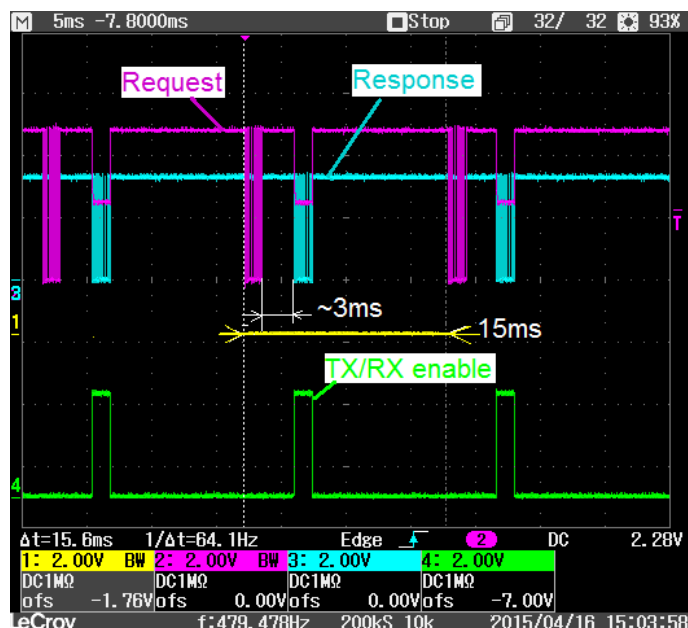 M 5ms -7.8000ms Stop 32/ 32 93%
Request
Response
T
3
~3ms
1
15ms
TX/RX enable
4
Δt=15.6ms 1/Δt=64.1Hz Edge 2 DC 2.28V
1: 2.00V BW 2: 2.00V BW 3: 2.00V 4: 2.00V
DC1MΩ DC1MΩ DC1MΩ DC1MΩ
ofs -1.76V ofs 0.00V ofs 0.00V ofs -7.00V
LeCroy f:479.478Hz 200kS 10k 2015/04/16 15:03:58